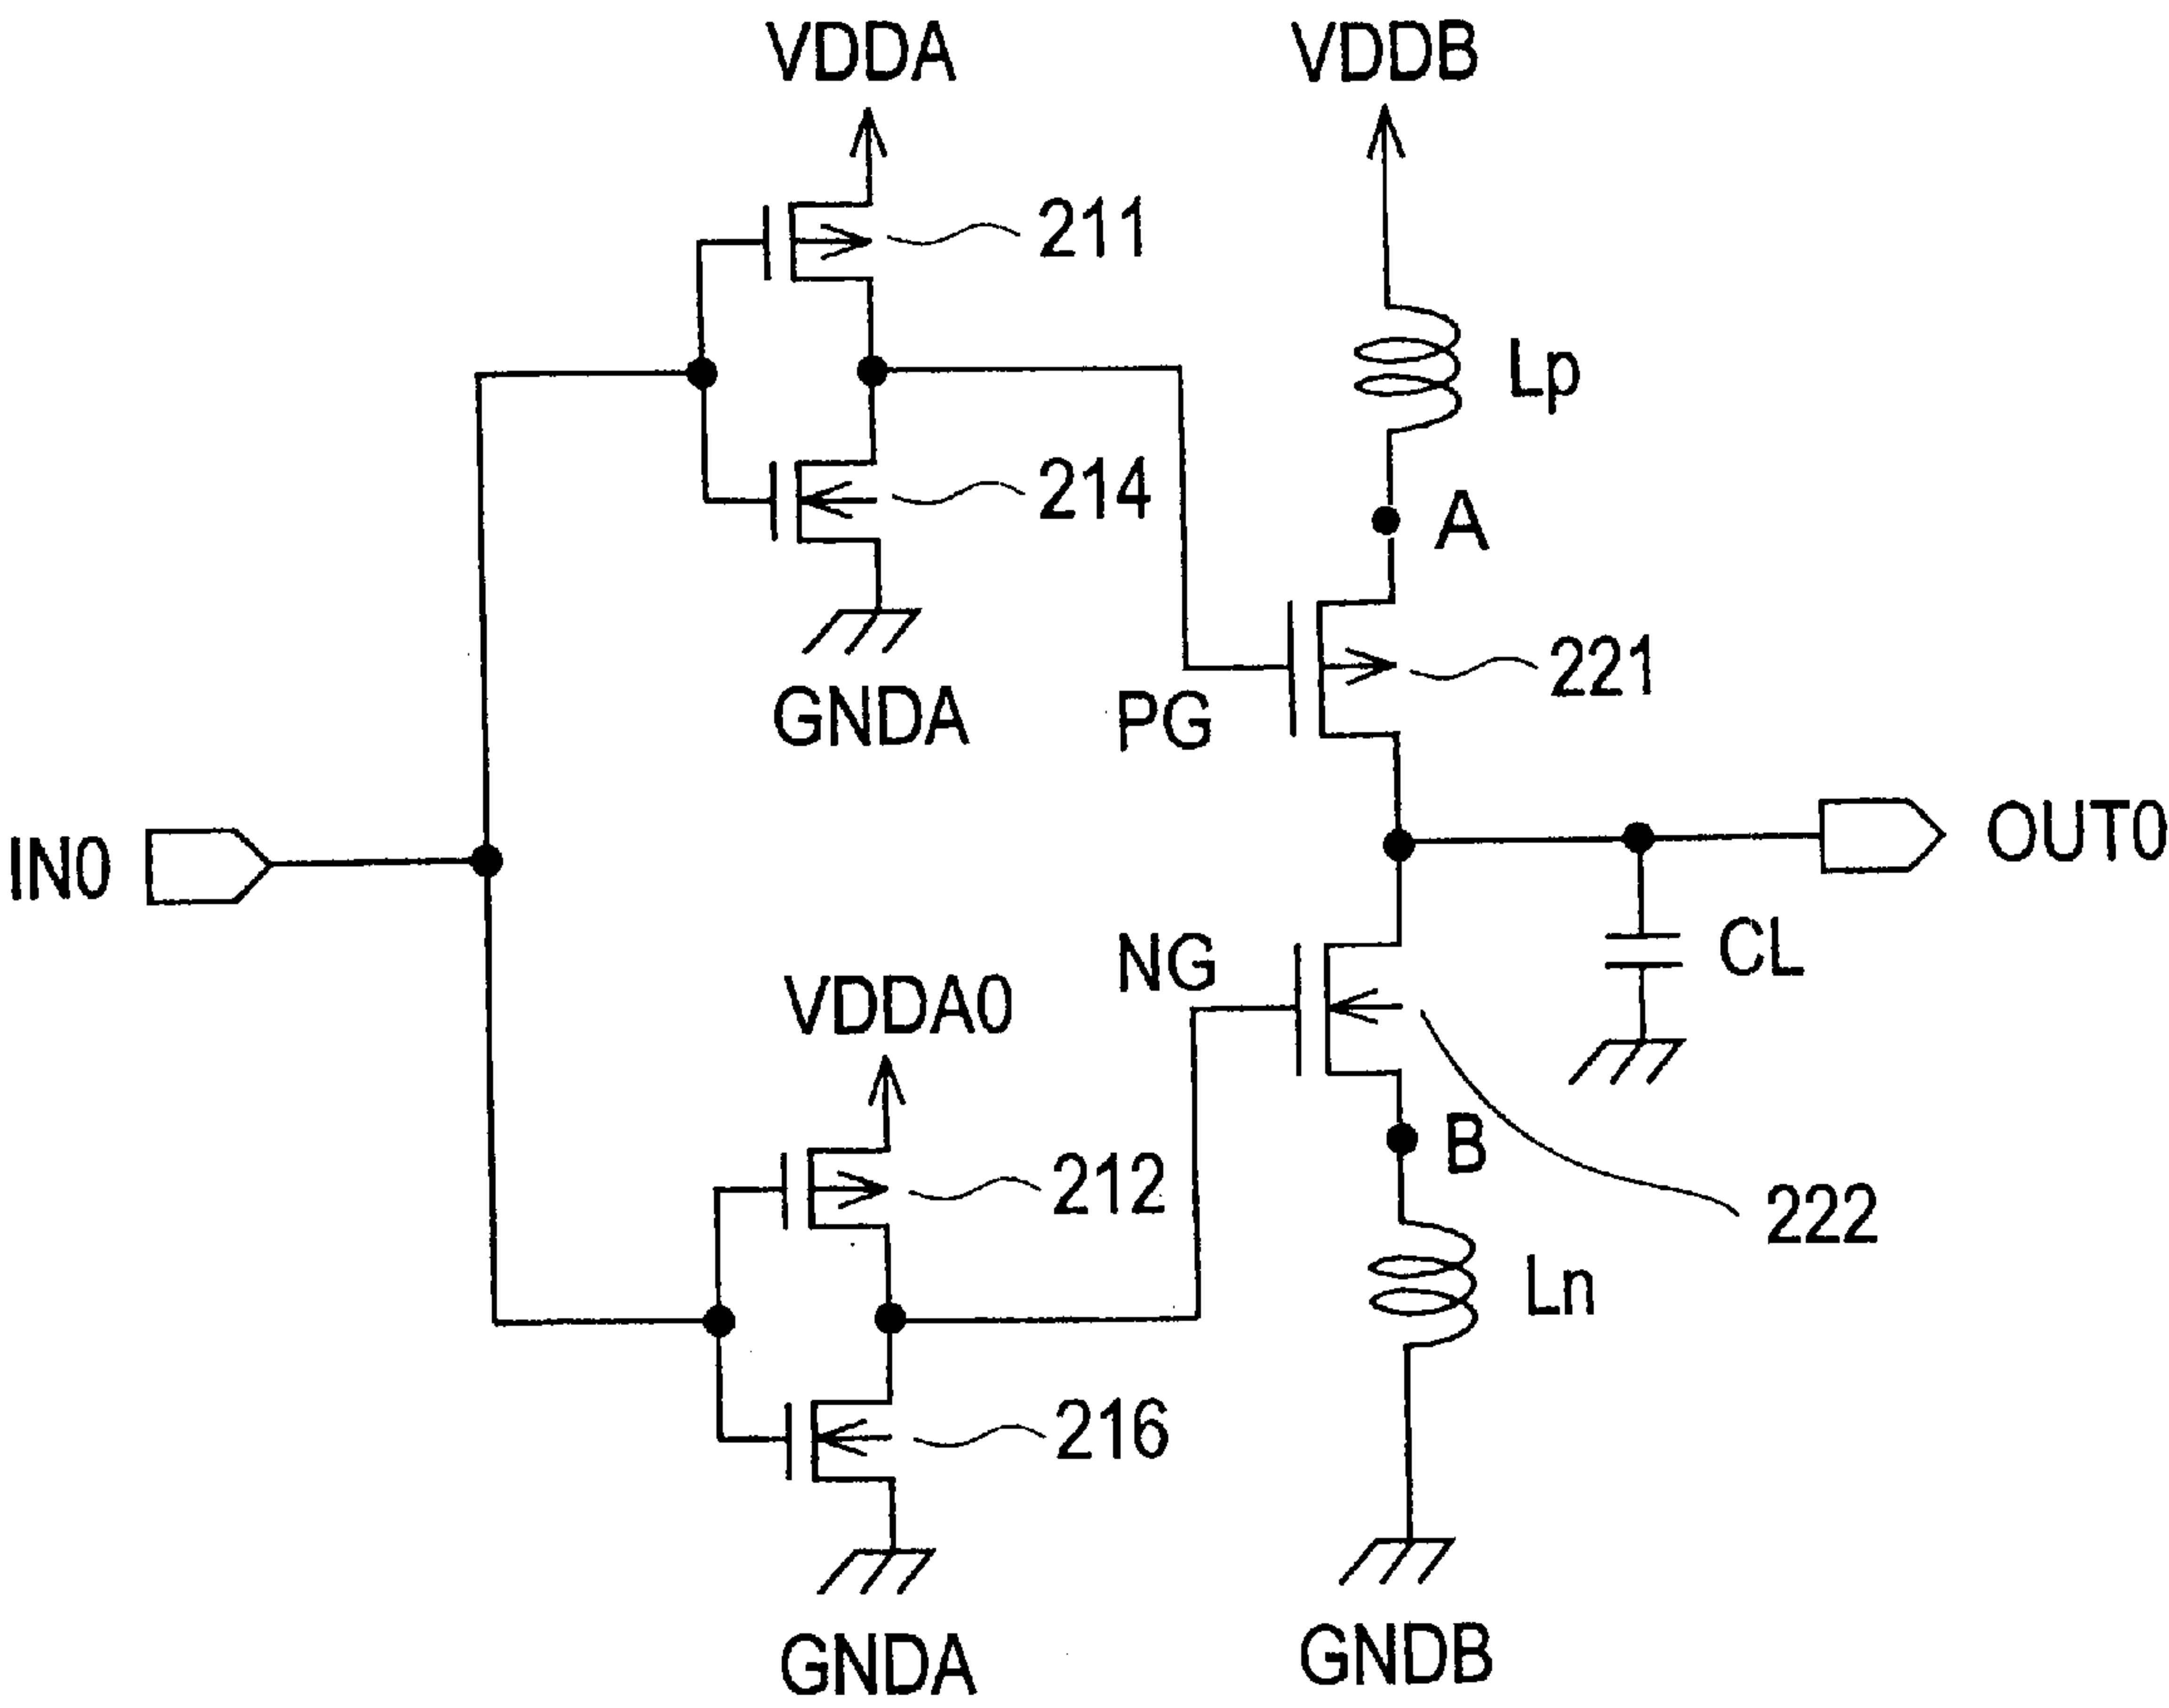 VDDA
VDDB
211
Lp
214
A
GNDA
PG
221
IN0
OUT0
NG
CL
VDDA0
B
212
222
Ln
216
GNDA
GNDB